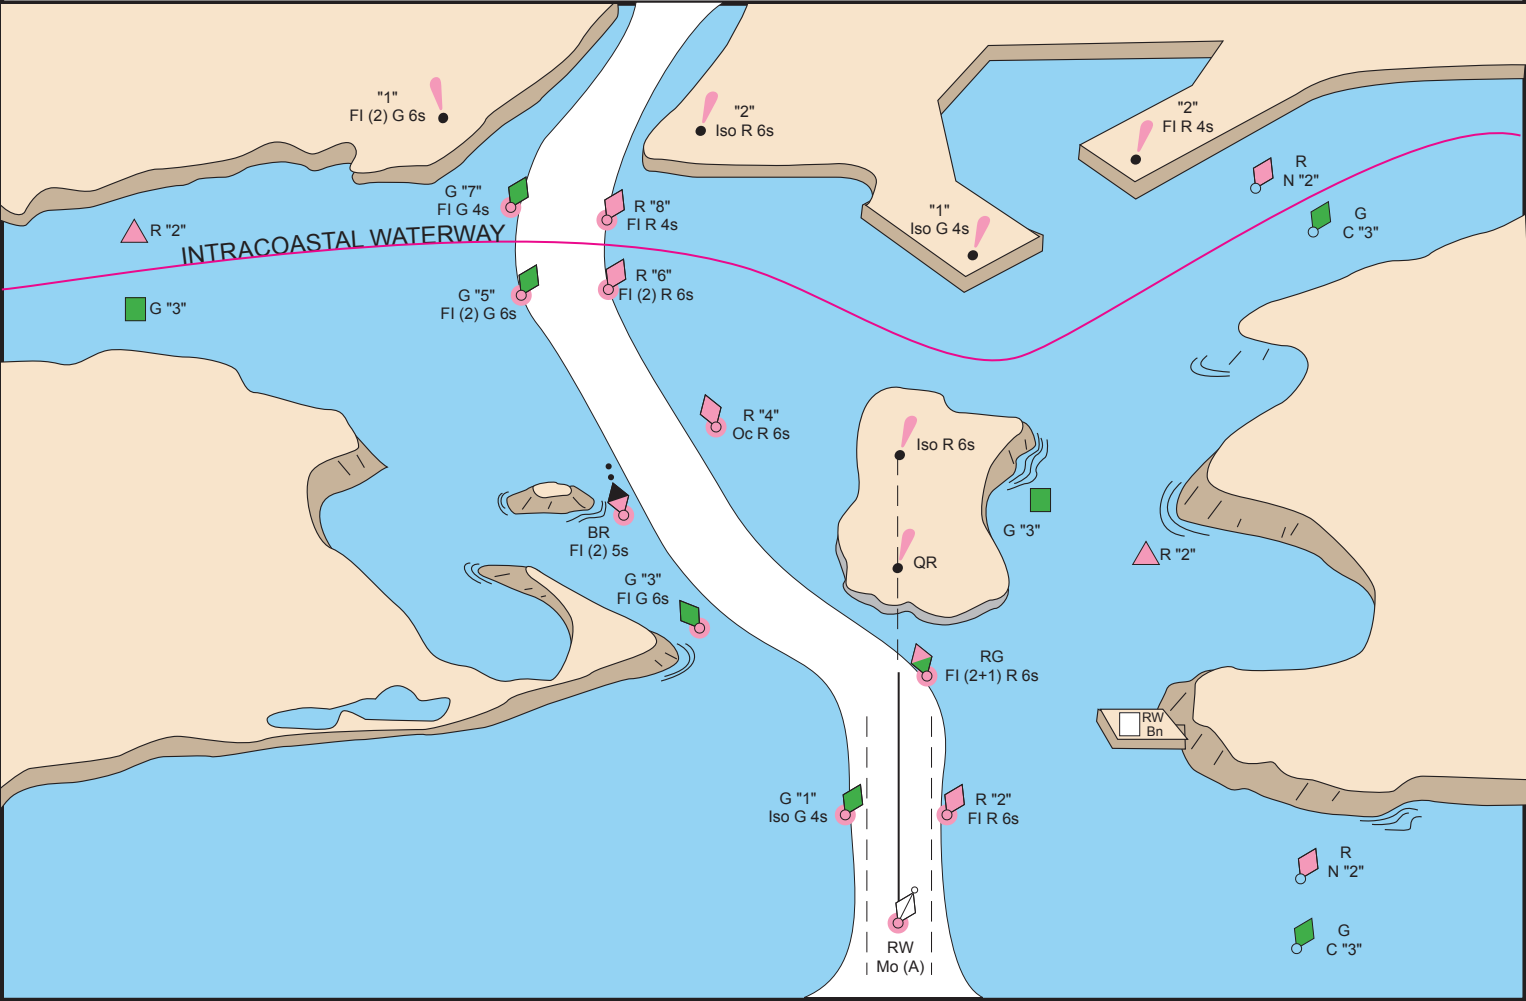 "1"
Fl (2) G 6s
"2"
Iso R 6s
"2"
Fl R 4s
R
N "2"
G "7"
Fl G 4s
R "8"
Fl R 4s
"1"
Iso G 4s
G
C "3"
R "2"
INTRACOASTAL WATERWAY
G "3"
G "5"
Fl (2) G 6s
R "6"
Fl (2) R 6s
R "4"
Oc R 6s
Iso R 6s
G "3"
BR
Fl (2) 5s
QR
R "2"
G "3"
Fl G 6s
RG
Fl (2+1) R 6s
RW
Bn
G "1"
Iso G 4s
R "2"
Fl R 6s
R
N "2"
G
C "3"
RW
Mo (A)